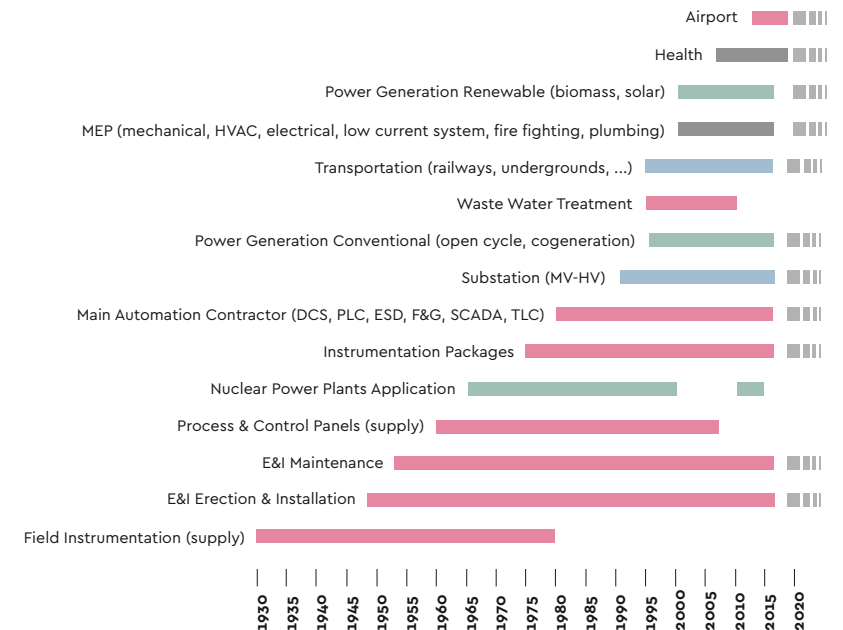 Airport
Health
Power Generation Renewable (biomass, solar)
MEP (mechanical, HVAC, electrical, low current system, fire fighting, plumbing)
Transportation (railways, undergrounds, ...)
Waste Water Treatment
Power Generation Conventional (open cycle, cogeneration)
Substation (MV-HV)
Main Automation Contractor (DCS, PLC, ESD, F&G, SCADA, TLC)
Instrumentation Packages
Nuclear Power Plants Application
Process & Control Panels (supply)
E&I Maintenance
E&I Erection & Installation
Field Instrumentation (supply)
1930
1935
1940
1945
1950
1955
1960
1965
1970
1975
1980
1985
1990
1995
2000
2005
2010
2015
2020